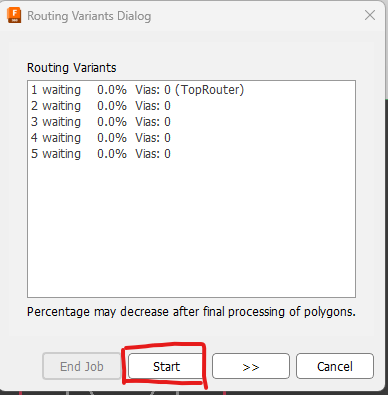 Routing Variants Dialog
Routing Variants
1 waiting 0.0% Vias: 0 (TopRouter)
2 waiting 0.0% Vias: 0
3 waiting 0.0% Vias: 0
4 waiting 0.0% Vias: 0
5 waiting 0.0% Vias: 0
Percentage may decrease after final processing of polygons.
End Job Start >> Cancel